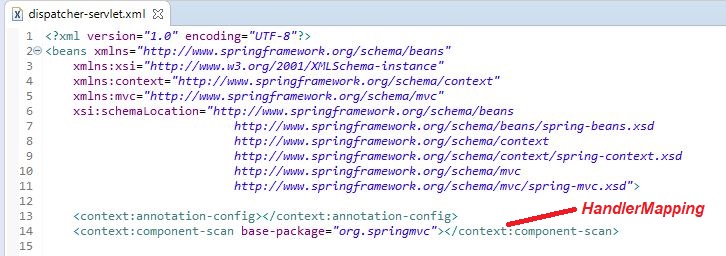 dispatcher-servlet.xml
1 <?xml version="1.0" encoding="UTF-8"?>
2 <beans xmlns="http://www.springframework.org/schema/beans"
3 xmlns:xsi="http://www.w3.org/2001/XMLSchema-instance"
4 xmlns:context="http://www.springframework.org/schema/context"
5 xmlns:mvc="http://www.springframework.org/schema/mvc"
6 xsi:schemaLocation="http://www.springframework.org/schema/beans
7 http://www.springframework.org/schema/beans/spring-beans.xsd
8 http://www.springframework.org/schema/context
9 http://www.springframework.org/schema/context/spring-context.xsd
10 http://www.springframework.org/schema/mvc
11 http://www.springframework.org/schema/mvc/spring-mvc.xsd">
12
HandlerMapping
13 <context:annotation-config></context:annotation-config>
14 <context:component-scan base-package="org.springmvc"></context:component-scan>
15